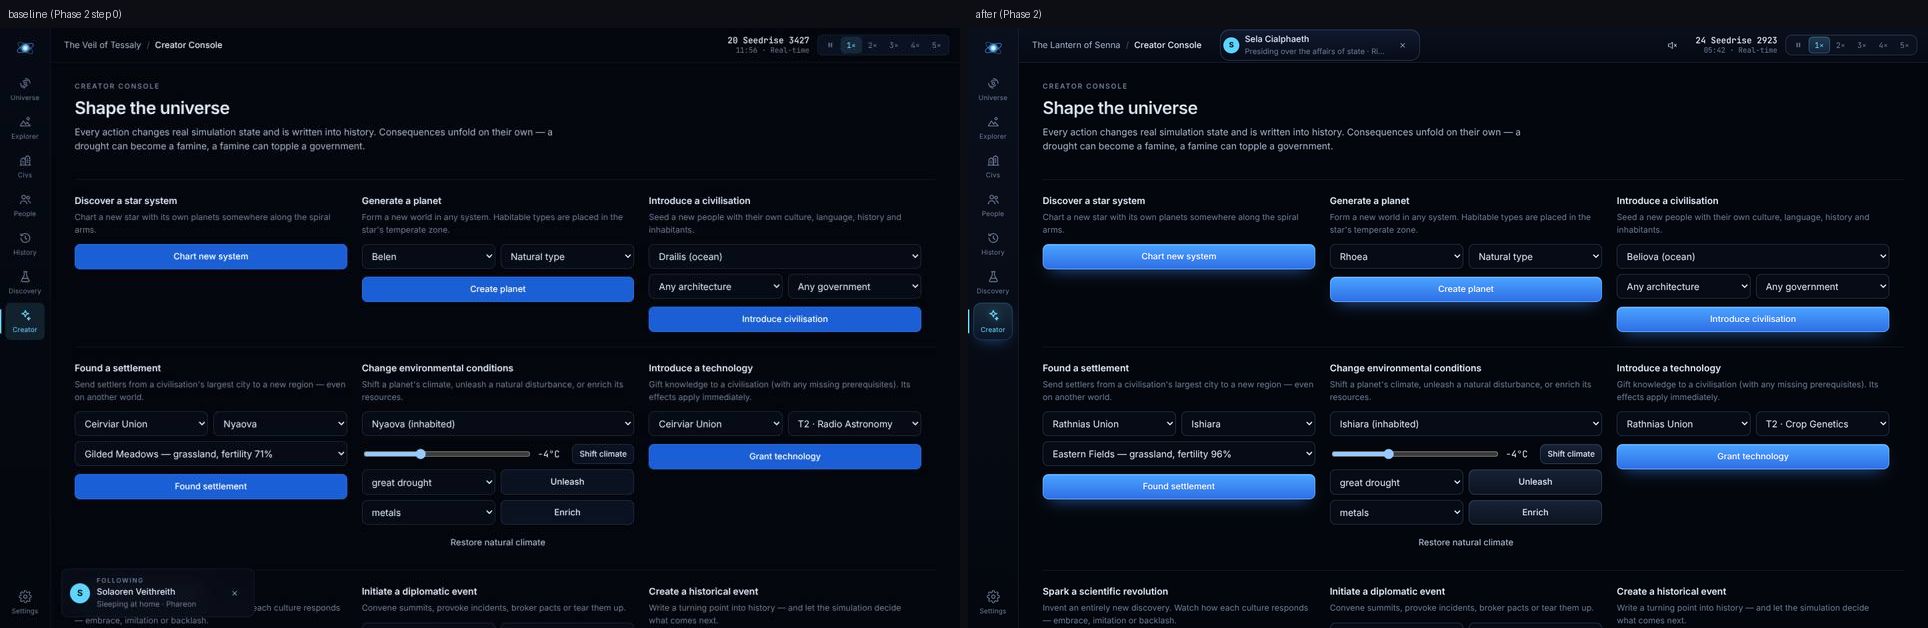 baseline (Phase 2 step 0)
The Veil of Tessaly / Creator Console
20 Seedrise 3427
11:56 · Real-time
1× 2× 3× 4× 5×
Universe
Explorer
Civs
People
History
Discovery
Creator
Settings
CREATOR CONSOLE
Shape the universe
Every action changes real simulation state and is written into history. Consequences unfold on their own — a
drought can become a famine, a famine can topple a government.
Discover a star system
Chart a new star with its own planets somewhere along the spiral
arms.
Chart new system
Generate a planet
Form a new world in any system. Habitable types are placed in the
star's temperate zone.
Belen
Natural type
Create planet
Introduce a civilisation
Seed a new people with their own culture, language, history and
inhabitants.
Drailis (ocean)
Any architecture
Any government
Introduce civilisation
Found a settlement
Send settlers from a civilisation's largest city to a new region — even
on another world.
Ceirviar Union
Nyaova
Gilded Meadows — grassland, fertility 71%
Found settlement
Change environmental conditions
Shift a planet's climate, unleash a natural disturbance, or enrich its
resources.
Nyaova (inhabited)
-4°C
Shift climate
great drought
Unleash
metals
Enrich
Restore natural climate
Introduce a technology
Gift knowledge to a civilisation (with any missing prerequisites). Its
effects apply immediately.
Ceirviar Union
T2 · Radio Astronomy
Grant technology
FOLLOWING
S
Solaoren Veithreith
Sleeping at home · Phareon
×
each culture responds
— embrace, imitation or backlash.
Initiate a diplomatic event
Convene summits, provoke incidents, broker pacts or tear them up.
Create a historical event
Write a turning point into history — and let the simulation decide
what comes next.
after (Phase 2)
The Lantern of Senna / Creator Console
S
Sela Cialphaeth
Presiding over the affairs of state · Ri...
×
24 Seedrise 2923
05:42 · Real-time
1× 2× 3× 4× 5×
Universe
Explorer
Civs
People
History
Discovery
Creator
Settings
CREATOR CONSOLE
Shape the universe
Every action changes real simulation state and is written into history. Consequences unfold on their own — a
drought can become a famine, a famine can topple a government.
Discover a star system
Chart a new star with its own planets somewhere along the spiral
arms.
Chart new system
Generate a planet
Form a new world in any system. Habitable types are placed in the
star's temperate zone.
Rhoea
Natural type
Create planet
Introduce a civilisation
Seed a new people with their own culture, language, history and
inhabitants.
Beliova (ocean)
Any architecture
Any government
Introduce civilisation
Found a settlement
Send settlers from a civilisation's largest city to a new region — even
on another world.
Rathnias Union
Ishiara
Eastern Fields — grassland, fertility 96%
Found settlement
Change environmental conditions
Shift a planet's climate, unleash a natural disturbance, or enrich its
resources.
Ishiara (inhabited)
-4°C
Shift climate
great drought
Unleash
metals
Enrich
Restore natural climate
Introduce a technology
Gift knowledge to a civilisation (with any missing prerequisites). Its
effects apply immediately.
Rathnias Union
T2 · Crop Genetics
Grant technology
Spark a scientific revolution
Invent an entirely new discovery. Watch how each culture responds
— embrace, imitation or backlash.
Initiate a diplomatic event
Convene summits, provoke incidents, broker pacts or tear them up.
Create a historical event
Write a turning point into history — and let the simulation decide
what comes next.